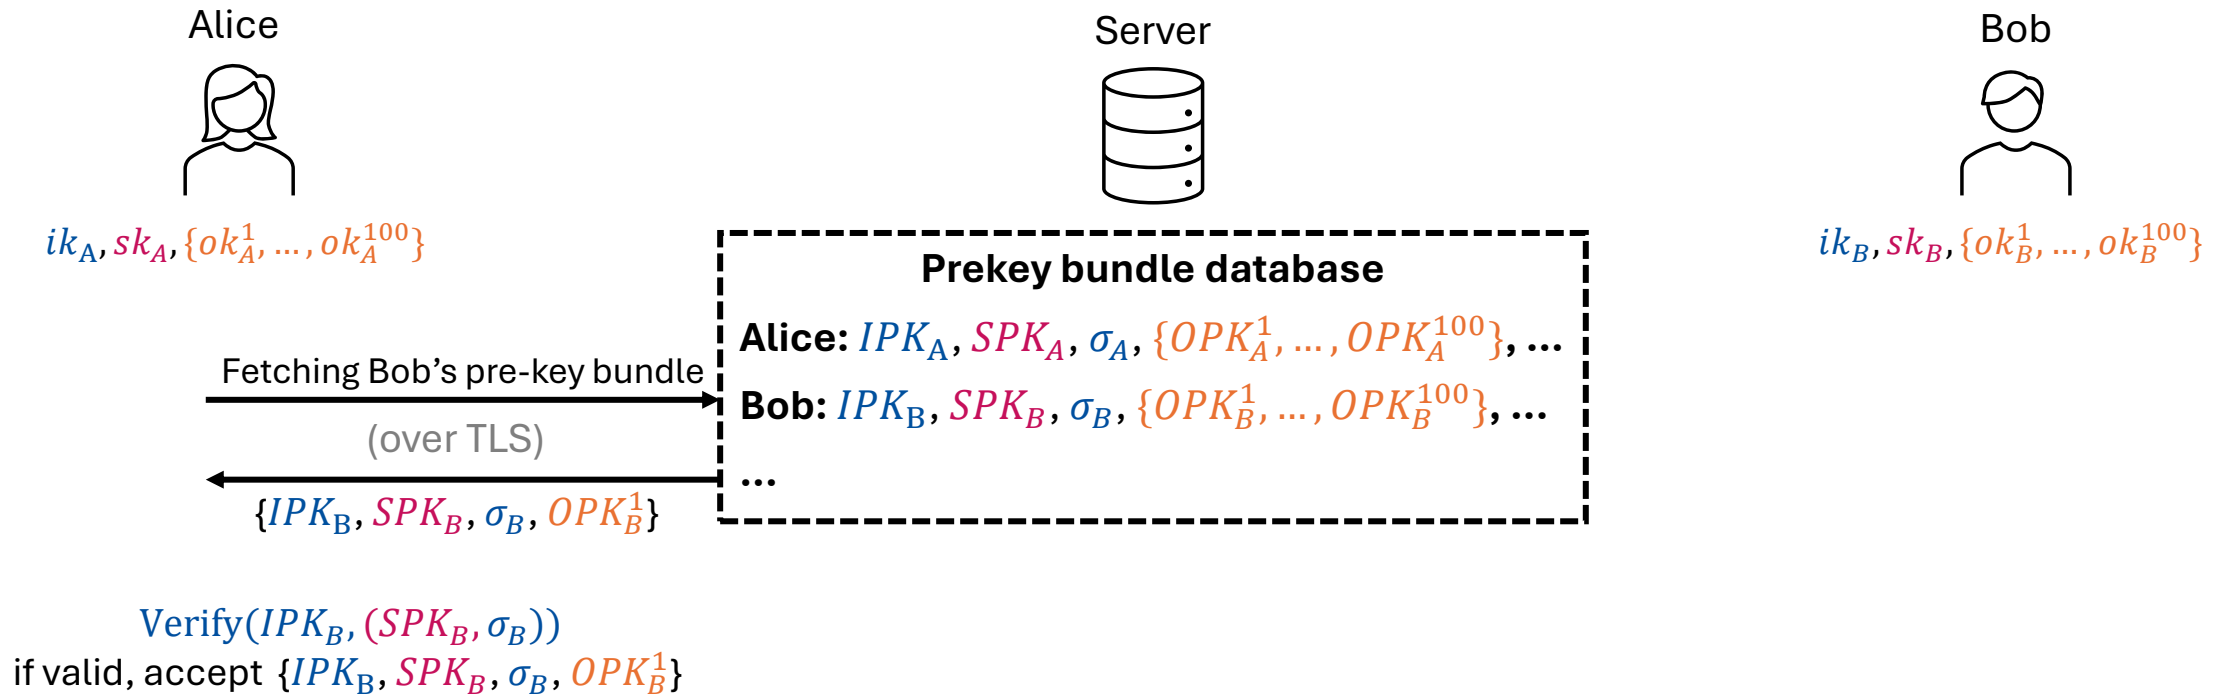 Alice
Server
Bob
ik_A, sk_A, {ok_A^1, …, ok_A^100}
ik_B, sk_B, {ok_B^1, …, ok_B^100}
Prekey bundle database
Alice: IPK_A, SPK_A, σ_A, {OPK_A^1, …, OPK_A^100}, …
Fetching Bob’s pre-key bundle
Bob: IPK_B, SPK_B, σ_B, {OPK_B^1, …, OPK_B^100}, …
(over TLS)
…
{IPK_B, SPK_B, σ_B, OPK_B^1}
Verify(IPK_B, (SPK_B, σ_B))
if valid, accept {IPK_B, SPK_B, σ_B, OPK_B^1}